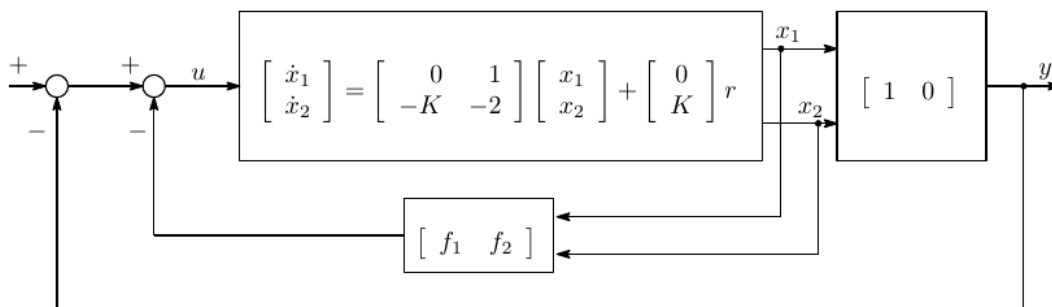 + + u [ ẋ₁ ẋ₂ ] = [ 0 1 −K −2 ] [ x₁ x₂ ] + [ 0 K ] r x₁ x₂ [ 1 0 ] y
− −
[ f₁ f₂ ]